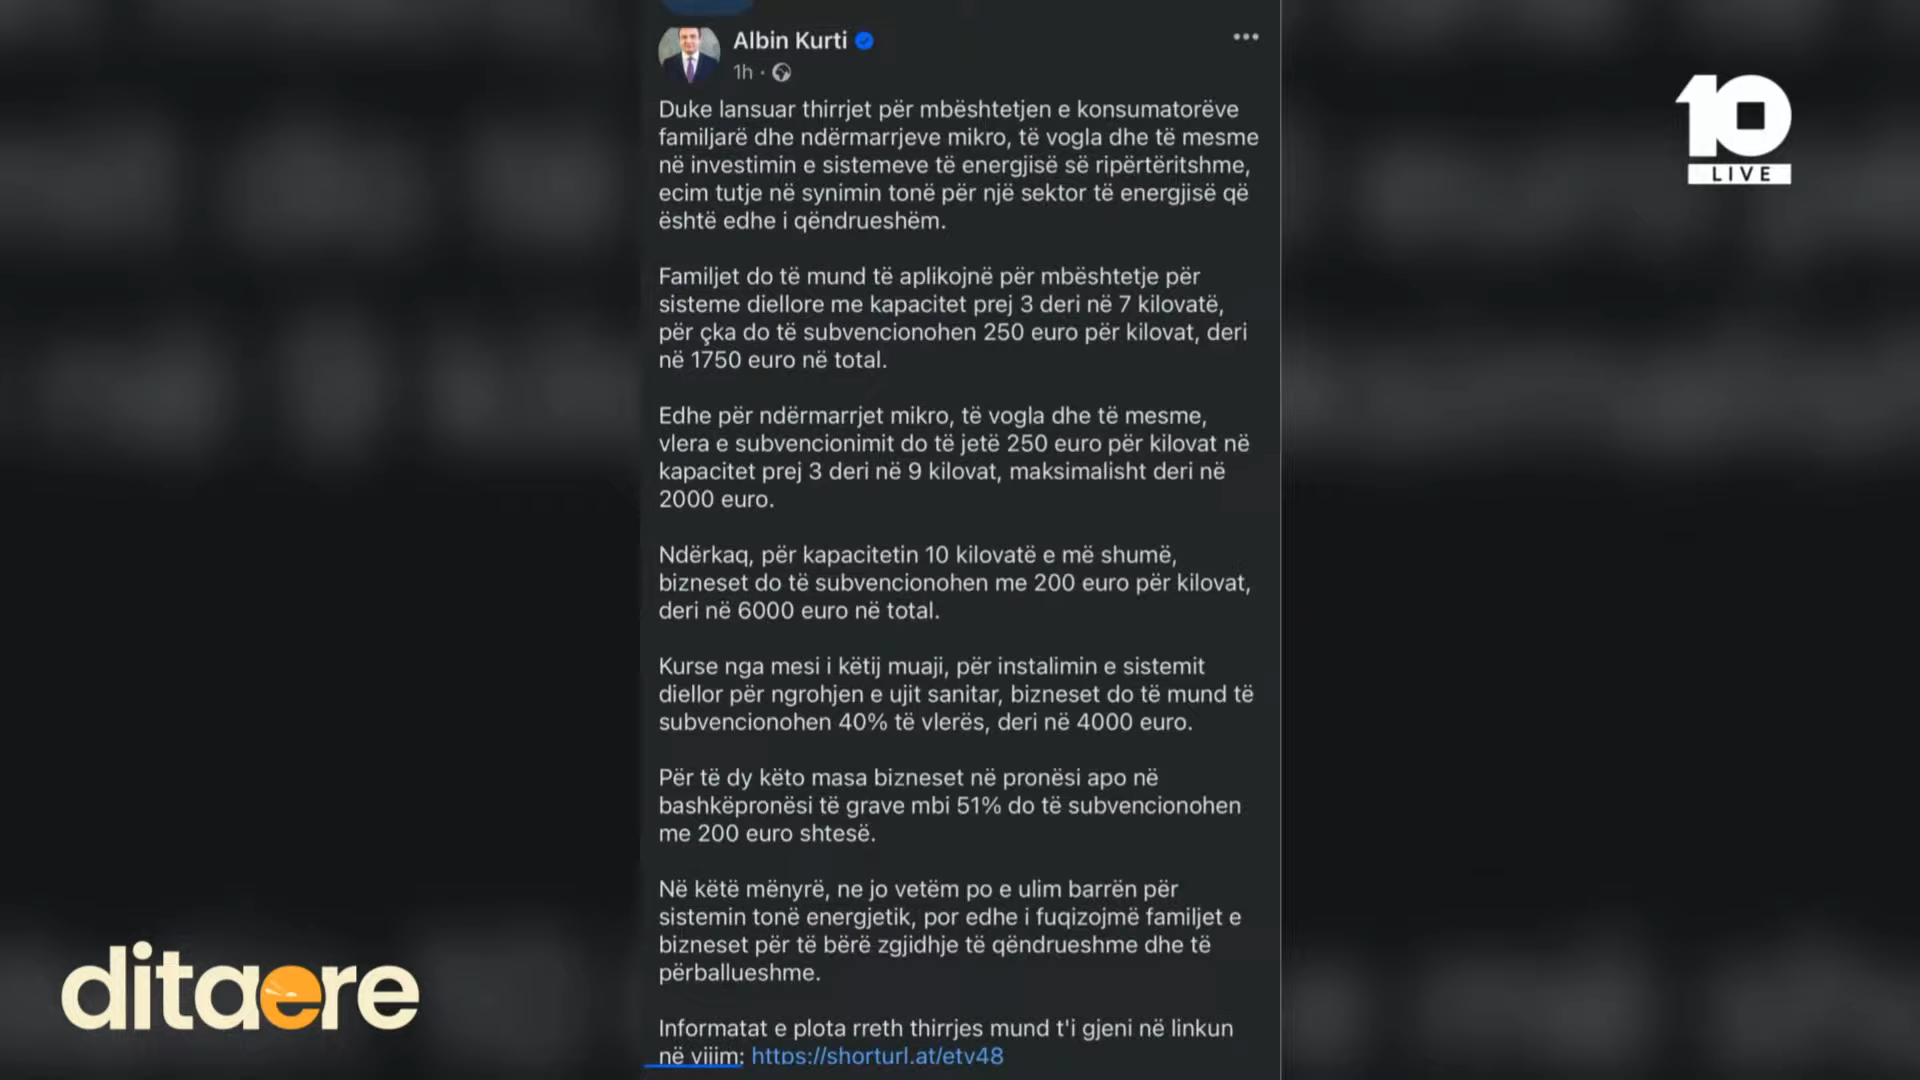 Albin Kurti
1h
Duke lansuar thirrjet për mbështetjen e konsumatorëve
familjarë dhe ndërmarrjeve mikro, të vogla dhe të mesme
në investimin e sistemeve të energjisë së ripërtëritshme,
ecim tutje në synimin tonë për një sektor të energjisë që
është edhe i qëndrueshëm.
Familjet do të mund të aplikojnë për mbështetje për
sisteme diellore me kapacitet prej 3 deri në 7 kilovatë,
për çka do të subvencionohen 250 euro për kilovat, deri
në 1750 euro në total.
Edhe për ndërmarrjet mikro, të vogla dhe të mesme,
vlera e subvencionimit do të jetë 250 euro për kilovat në
kapacitet prej 3 deri në 9 kilovat, maksimalisht deri në
2000 euro.
Ndërkaq, për kapacitetin 10 kilovatë e më shumë,
bizneset do të subvencionohen me 200 euro për kilovat,
deri në 6000 euro në total.
Kurse nga mesi i këtij muaji, për instalimin e sistemit
diellor për ngrohjen e ujit sanitar, bizneset do të mund të
subvencionohen 40% të vlerës, deri në 4000 euro.
Për të dy këto masa bizneset në pronësi apo në
bashkëpronësi të grave mbi 51% do të subvencionohen
me 200 euro shtesë.
Në këtë mënyrë, ne jo vetëm po e ulim barrën për
sistemin tonë energjetik, por edhe i fuqizojmë familjet e
bizneset për të bërë zgjidhje të qëndrueshme dhe të
përballueshme.
Informatat e plota rreth thirrjes mund t'i gjeni në linkun
në vijim: https://shorturl.at/etv48
10
LIVE
ditaere